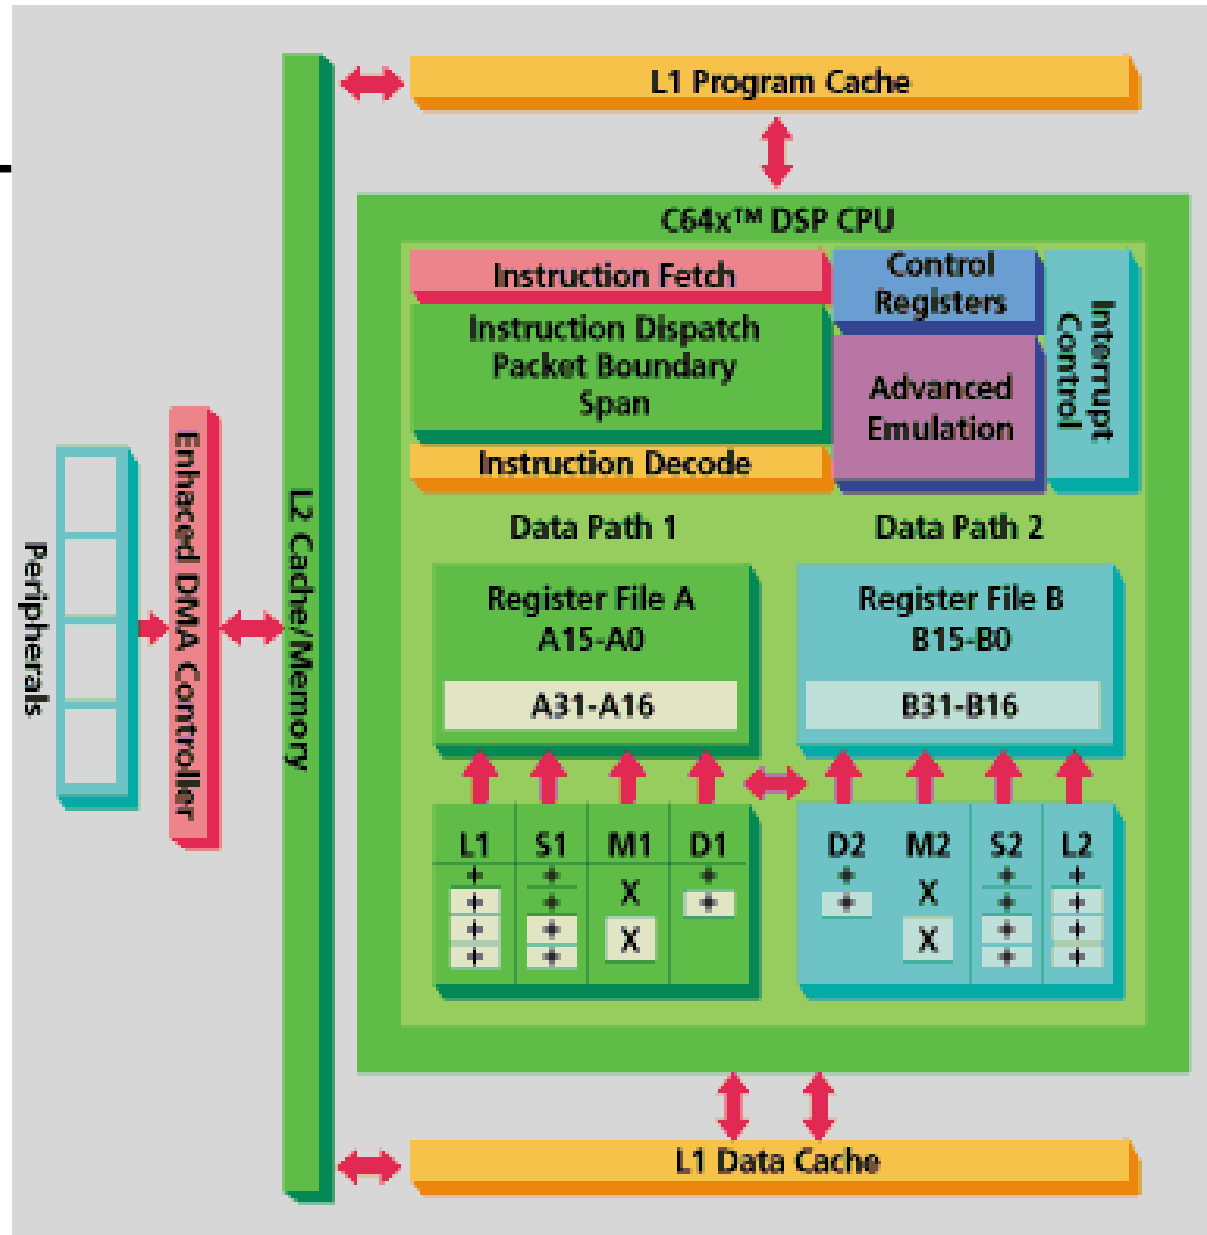 L1 Program Cache
C64x™ DSP CPU
Instruction Fetch
Instruction Dispatch
Packet Boundary
Span
Instruction Decode
Control
Registers
Advanced
Emulation
Interrupt
Control
Peripherals
Enhaced DMA Controller
L2 Cache/Memory
Data Path 1
Data Path 2
Register File A
A15-A0
A31-A16
Register File B
B15-B0
B31-B16
L1 S1 M1 D1
+ + X +
+ + +
+ + X
+ +
D2 M2 S2 L2
+ X + +
+ + +
X + +
+ +
L1 Data Cache